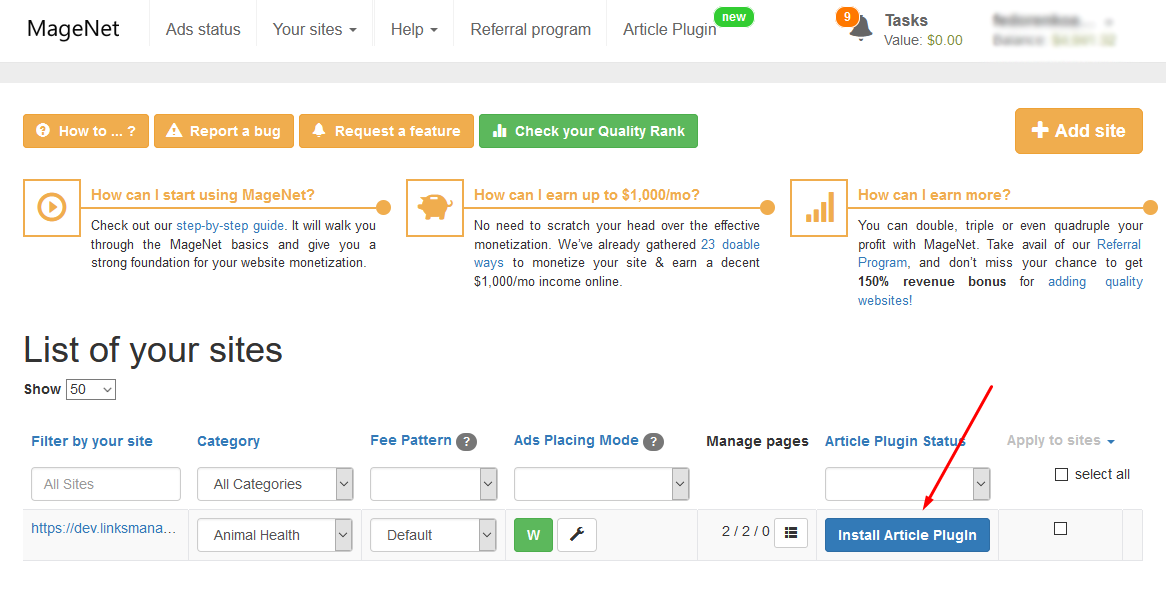 MageNet
Ads status
Your sites
Help
Referral program
Article Plugin
new
9
Tasks
Value: $0.00
? How to ... ?
Report a bug
Request a feature
Check your Quality Rank
+ Add site
How can I start using MageNet?
Check out our step-by-step guide. It will walk you
through the MageNet basics and give you a
strong foundation for your website monetization.
How can I earn up to $1,000/mo?
No need to scratch your head over the effective
monetization. We've already gathered 23 doable
ways to monetize your site & earn a decent
$1,000/mo income online.
How can I earn more?
You can double, triple or even quadruple your
profit with MageNet. Take avail of our Referral
Program, and don't miss your chance to get
150% revenue bonus for adding quality
websites!
List of your sites
Show 50
Filter by your site
Category
Fee Pattern ?
Ads Placing Mode ?
Manage pages
Article Plugin Status
Apply to sites
All Sites
All Categories
select all
https://dev.linksmana...
Animal Health
Default
W
2 / 2 / 0
Install Article Plugin